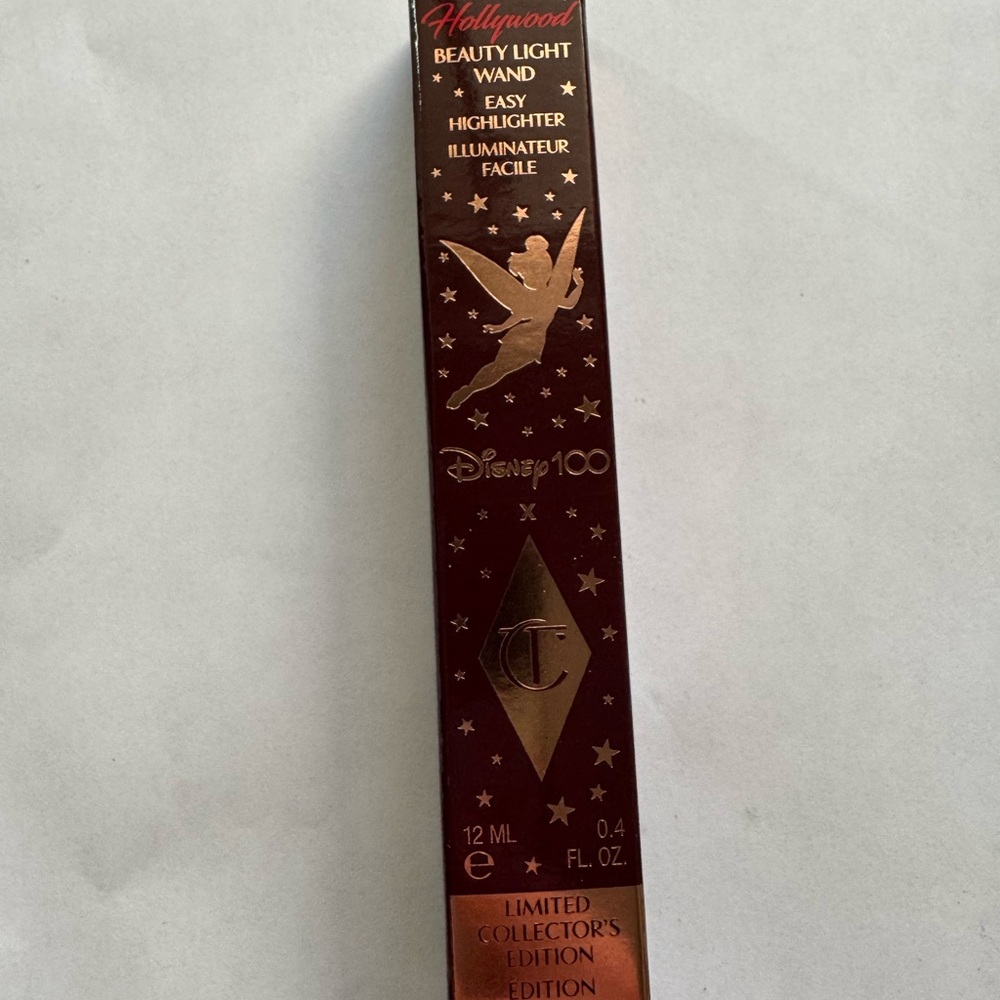 Hollywood
BEAUTY LIGHT
WAND
EASY
HIGHLIGHTER
ILLUMINATEUR
FACILE
Disney100
X
CT
12 ML 0.4
e FL. OZ.
LIMITED
COLLECTOR'S
EDITION
ÉDITION